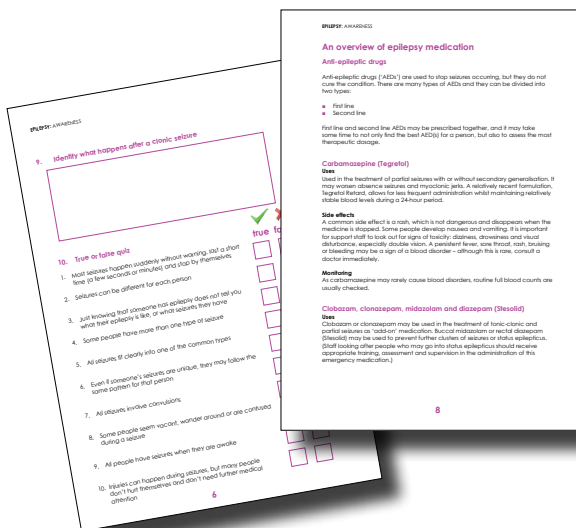 EPILEPSY: AWARENESS
9. Identity what happens after a clonic seizure
true
10. True or false quiz
1. Most seizures happen suddenly without warning, last a short
time (a few seconds or minutes) and stop by themselves
2. Seizures can be different for each person
3. Just knowing that someone has epilepsy does not tell you
what their epilepsy is like, or what seizures they have
4. Some people have more than one type of seizure
5. All seizures fit clearly into one of the common types
6. Even if someone's seizures are unique, they may follow the
same pattern for that person
7. All seizures involve convulsions
8. Some people seem vacant, wander around or are confused
during a seizure
9. All people have seizures when they are awake
10. Injuries can happen during seizures, but many people
don't hurt themselves and don't need further medical
attention
6
EPILEPSY: AWARENESS
An overview of epilepsy medication
Anti-epileptic drugs
Anti-epileptic drugs ('AEDs') are used to stop seizures occurring, but they do not
cure the condition. There are many types of AEDs and they can be divided into
two types:
First line
Second line
First line and second line AEDs may be prescribed together, and it may take
some time to not only find the best AED(s) for a person, but also to assess the most
therapeutic dosage.
Carbamazepine (Tegretol)
Uses
Used in the treatment of partial seizures with or without secondary generalisation. It
may worsen absence seizures and myoclonic jerks. A relatively recent formulation,
Tegretol Retard, allows for less frequent administration whilst maintaining relatively
stable blood levels during a 24-hour period.
Side effects
A common side effect is a rash, which is not dangerous and disappears when the
medicine is stopped. Some people develop nausea and vomiting. It is important
for support staff to look out for signs of toxicity: dizziness, drowsiness and visual
disturbance, especially double vision. A persistent fever, sore throat, rash, bruising
or bleeding may be a sign of a blood disorder – although this is rare, consult a
doctor immediately.
Monitoring
As carbamazepine may rarely cause blood disorders, routine full blood counts are
usually checked.
Clobazam, clonazepam, midazolam and diazepam (Stesolid)
Uses
Clobazam or clonazepam may be used in the treatment of tonic-clonic and
partial seizures as 'add-on' medication. Buccal midazolam or rectal diazepam
(Stesolid) may be used to prevent further clusters of seizures or status epilepticus.
(Staff looking after people who may go into status epilepticus should receive
appropriate training, assessment and supervision in the administration of this
emergency medication.)
8